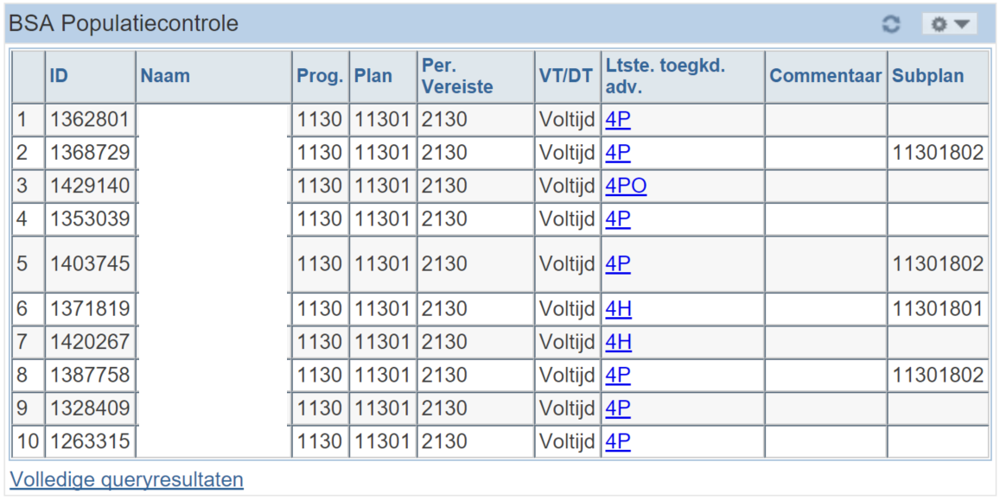 BSA Populatiecontrole
ID Naam Prog. Plan Per. Vereiste VT/DT Ltste. toegkd. adv. Commentaar Subplan
1 1362801 1130 11301 2130 Voltijd 4P
2 1368729 1130 11301 2130 Voltijd 4P 11301802
3 1429140 1130 11301 2130 Voltijd 4PO
4 1353039 1130 11301 2130 Voltijd 4P
5 1403745 1130 11301 2130 Voltijd 4P 11301802
6 1371819 1130 11301 2130 Voltijd 4H 11301801
7 1420267 1130 11301 2130 Voltijd 4H
8 1387758 1130 11301 2130 Voltijd 4P 11301802
9 1328409 1130 11301 2130 Voltijd 4P
10 1263315 1130 11301 2130 Voltijd 4P
Volledige queryresultaten